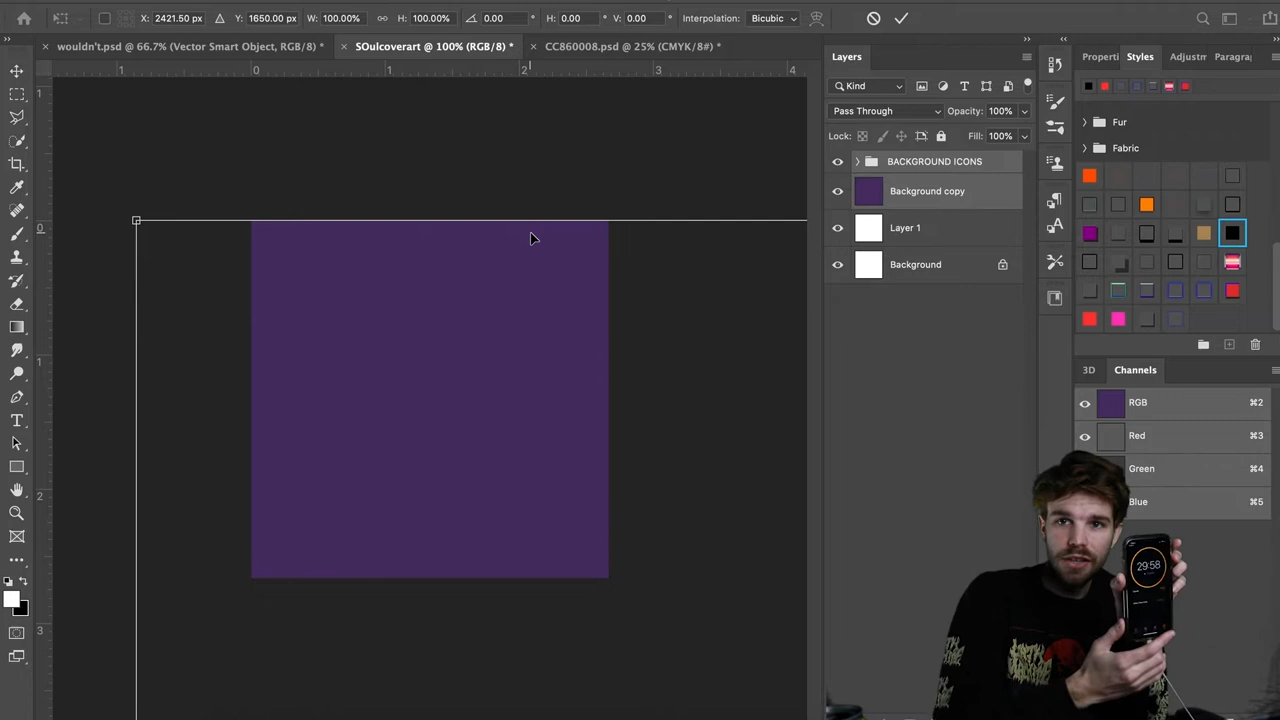 X: 2421.50 px Y: 1650.00 px W: 100.00% H: 100.00% 0.00 ° H: 0.00 ° V: 0.00 ° Interpolation: Bicubic
wouldn't.psd @ 66.7% (Vector Smart Object, RGB/8) * SOulcoverart @ 100% (RGB/8) * CC860008.psd @ 25% (CMYK/8#) *
1 0 1 2 3 4
1
0
1
2
3
Layers
Kind
Pass Through Opacity: 100%
Lock: Fill: 100%
BACKGROUND ICONS
Background copy
Layer 1
Background
Properti Styles Adjustm Paragra
Fur
Fabric
3D Channels
RGB ⌘2
Red ⌘3
Green ⌘4
Blue ⌘5
29:58